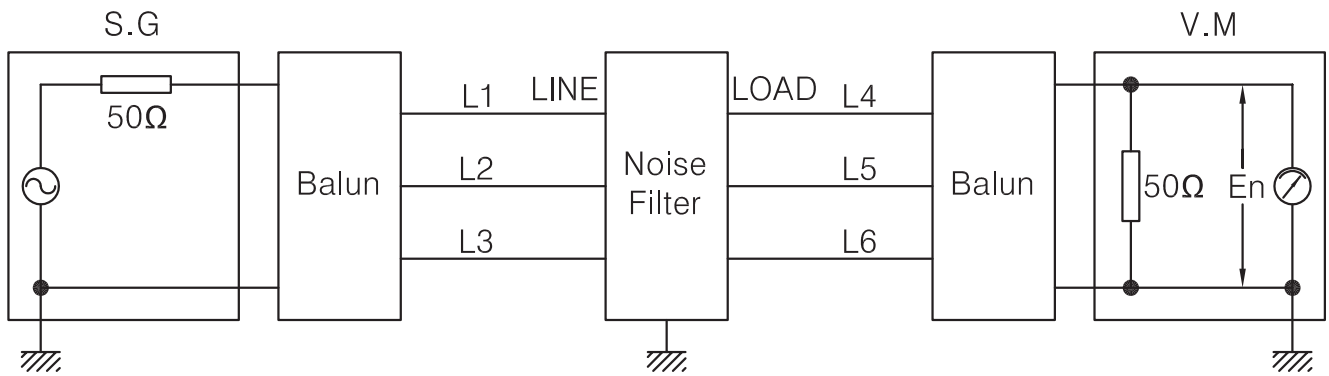 S.G
V.M
50Ω
Balun
L1
L2
L3
LINE
Noise
Filter
LOAD
L4
L5
L6
Balun
50Ω
En